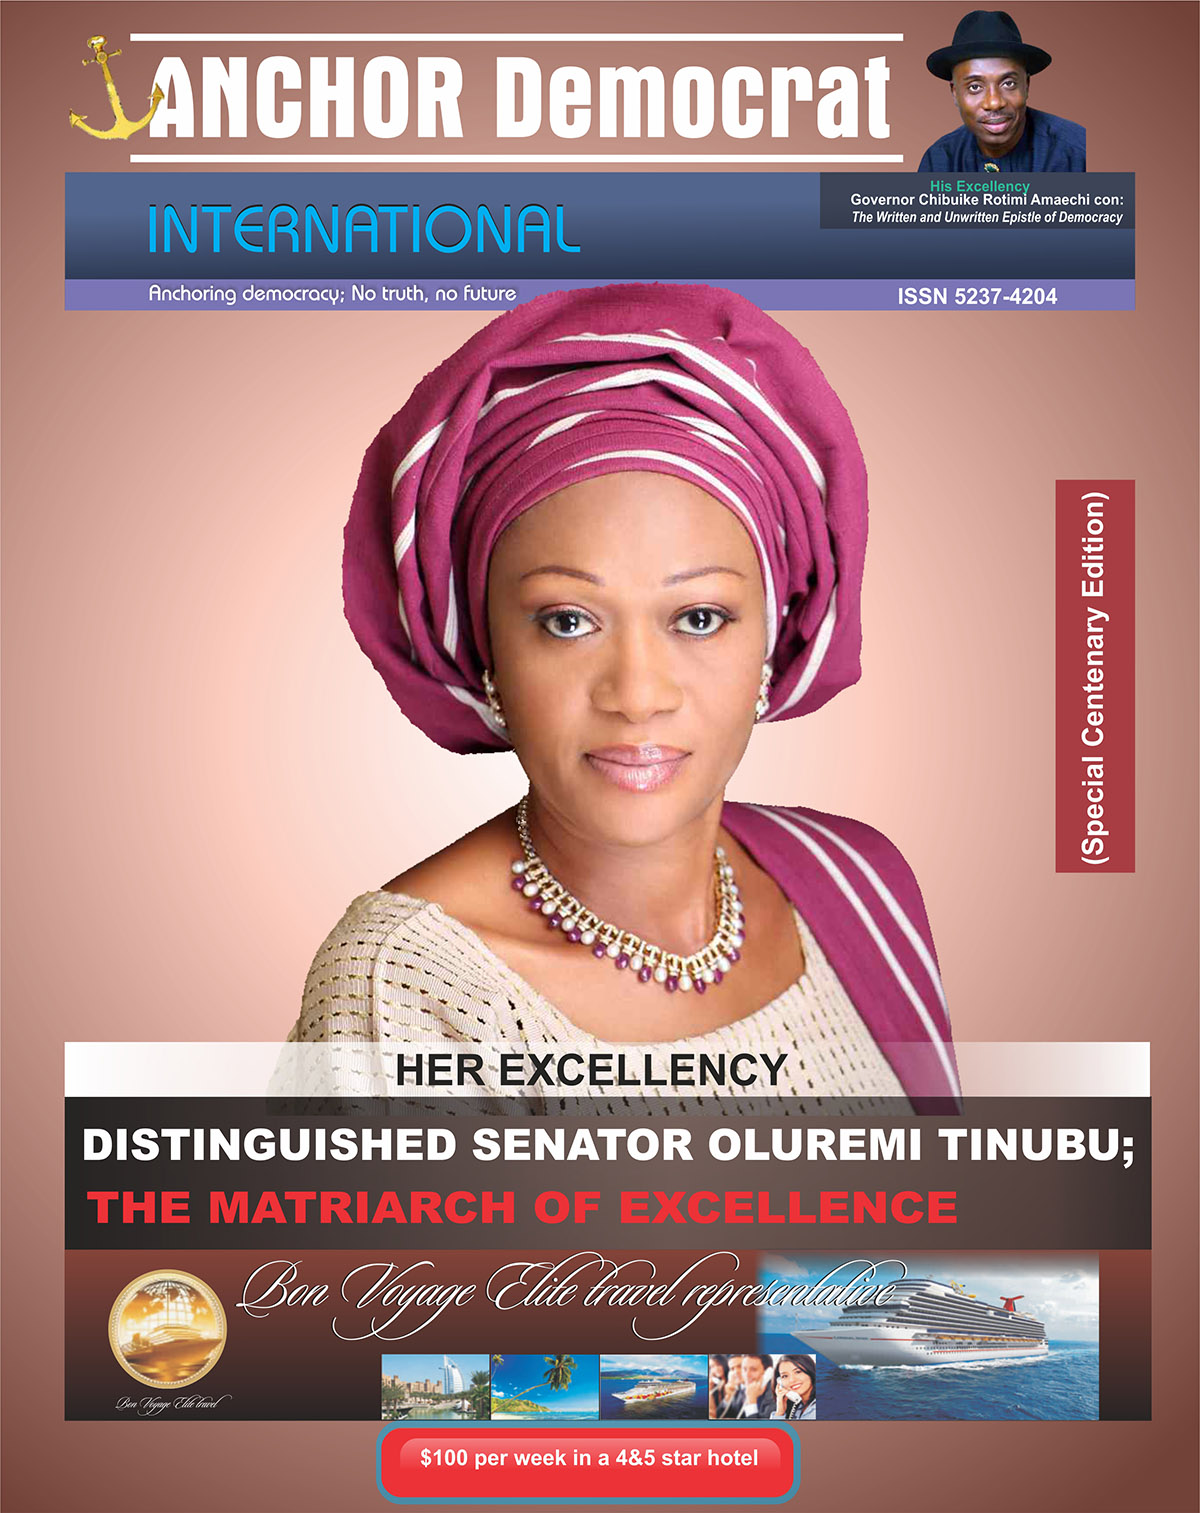 ANCHOR Democrat
His Excellency
Governor Chibuike Rotimi Amaechi con:
The Written and Unwritten Epistle of Democracy
INTERNATIONAL
Anchoring democracy; No truth, no future
ISSN 5237-4204
(Special Centenary Edition)
HER EXCELLENCY
DISTINGUISHED SENATOR OLUREMI TINUBU;
THE MATRIARCH OF EXCELLENCE
Bon Voyage Elite travel representative
Bon Voyage Elite travel
$100 per week in a 4&5 star hotel